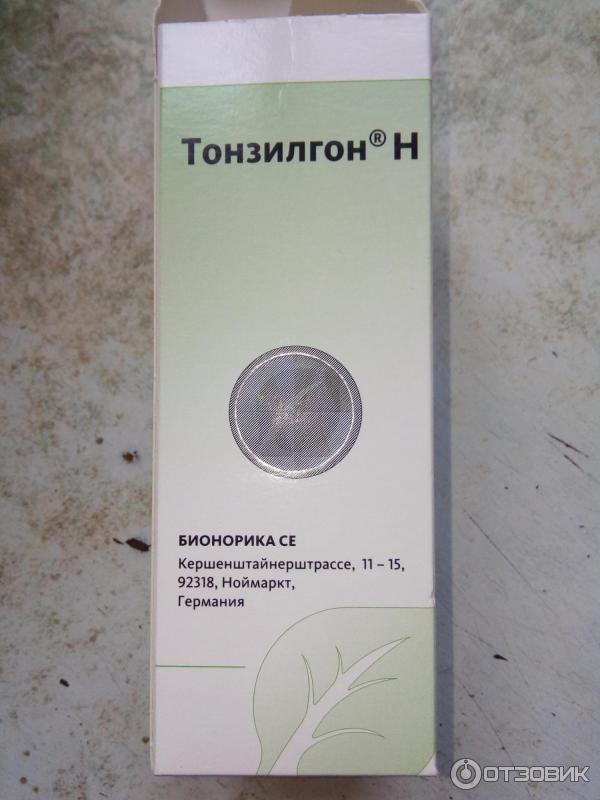 Тонзилгон® Н
БИОНОРИКА СЕ
Кершенштайнерштрассе, 11 – 15,
92318, Ноймаркт,
Германия
ОТЗОВИК